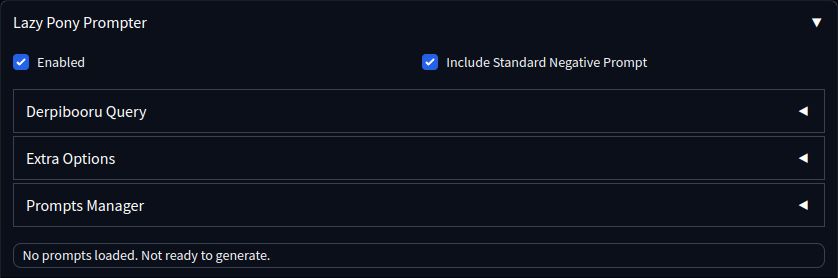 Lazy Pony Prompter
Enabled
Include Standard Negative Prompt
Derpibooru Query
Extra Options
Prompts Manager
No prompts loaded. Not ready to generate.